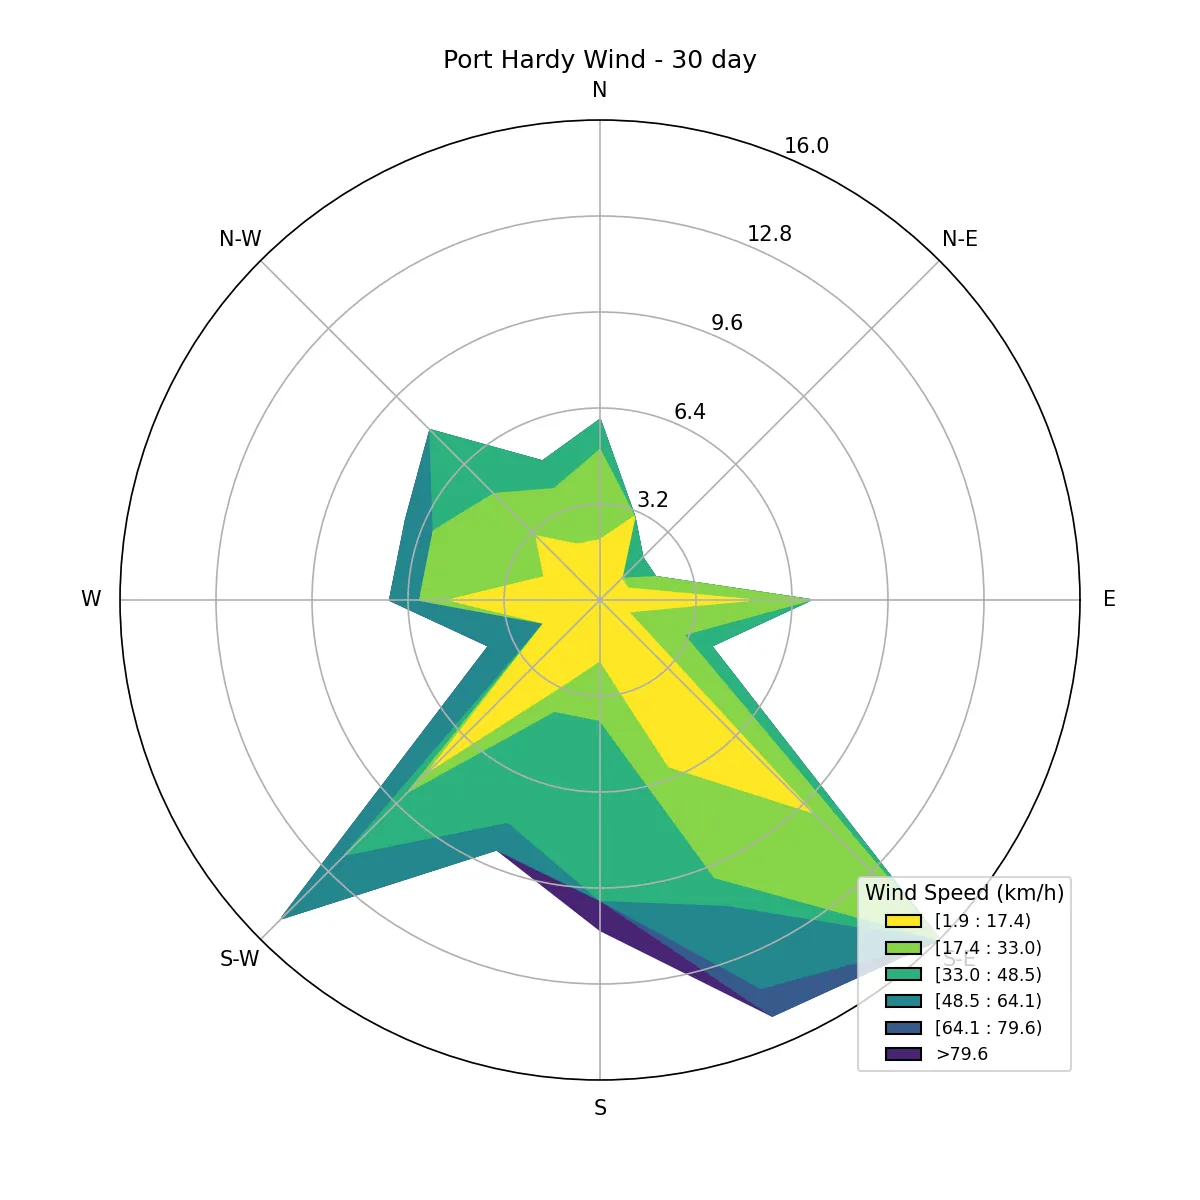 Port Hardy Wind - 30 day
N
16.0
N-W
12.8
N-E
9.6
6.4
3.2
W
E
Wind Speed (km/h)
[1.9 : 17.4)
[17.4 : 33.0)
S-W
S-E
[33.0 : 48.5)
[48.5 : 64.1)
[64.1 : 79.6)
>79.6
S